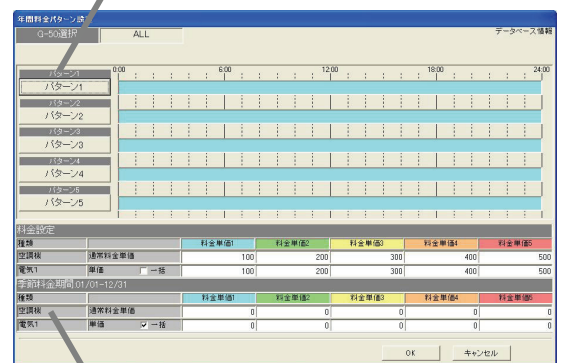 年間料金パターン設
G-50選択 ALL データベース情報
パターン1 0:00 6:00 12:00 18:00 24:00
パターン1
パターン2
パターン2
パターン3
パターン3
パターン4
パターン4
パターン5
パターン5
料金設定
種類 料金単価1 料金単価2 料金単価3 料金単価4 料金単価5
空調機 通常料金単価 100 200 300 400 500
電気1 単価 一括 100 200 300 400 500
季節料金期間:01/01-12/31
種類 料金単価1 料金単価2 料金単価3 料金単価4 料金単価5
空調機 通常料金単価 0 0 0 0 0
電気1 単価 一括 0 0 0 0 0
OK キャンセル